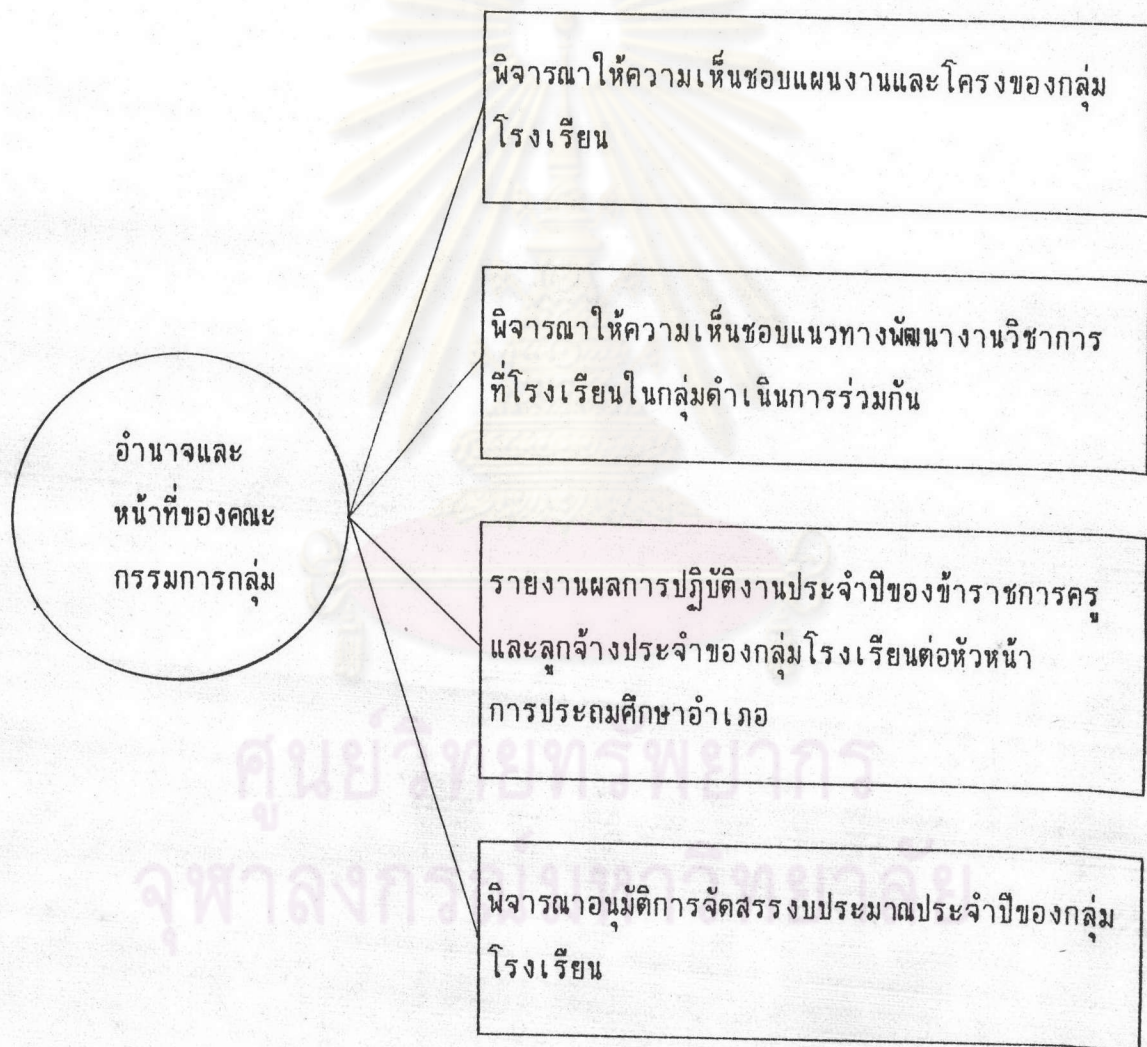 พิจารณาให้ความเห็นชอบแผนงานและโครงของกลุ่ม
โรงเรียน
พิจารณาให้ความเห็นชอบแนวทางพัฒนางานวิชาการ
ที่โรงเรียนในกลุ่มดำเนินการร่วมกัน
อำนาจและ
หน้าที่ของคณะ
กรรมการกลุ่ม
รายงานผลการปฏิบัติงานประจำปีของข้าราชการครู
และลูกจ้างประจำของกลุ่มโรงเรียนต่อหัวหน้า
การประถมศึกษาอำเภอ
พิจารณาอนุมัติการจัดสรรงบประมาณประจำปีของกลุ่ม
โรงเรียน
ศูนย์วิทยทรัพยากร
จุฬาลงกรณ์มหาวิทยาลัย